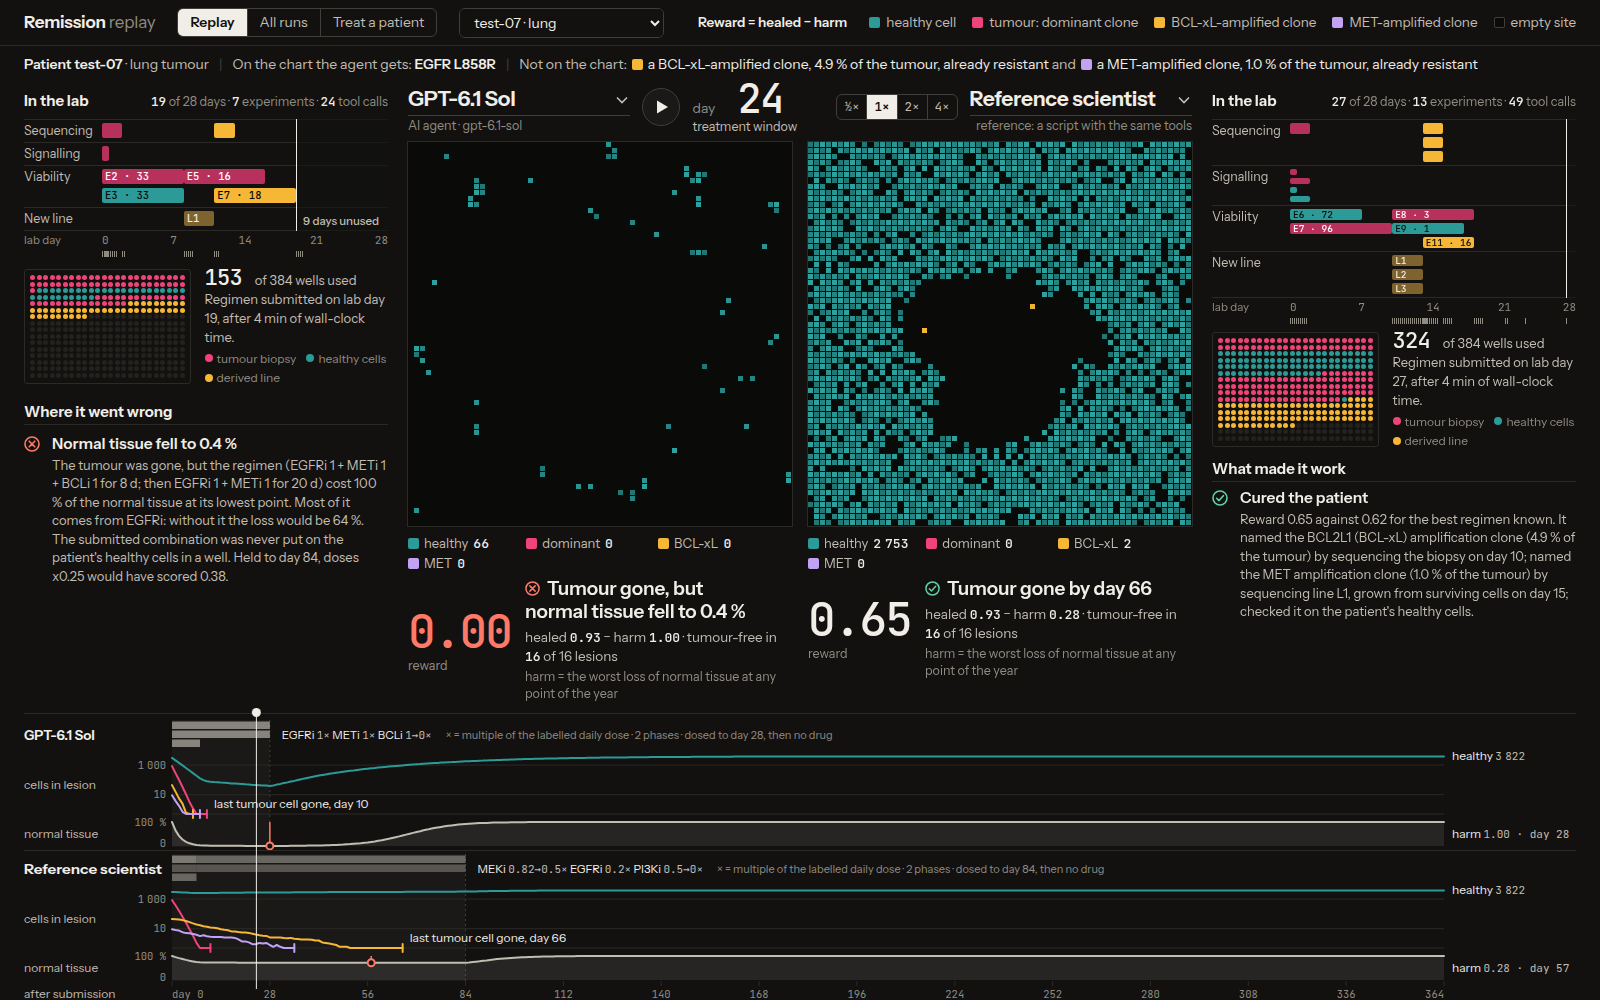 Remission replay
Replay
All runs
Treat a patient
test-07 · lung
Reward = healed − harm
healthy cell
tumour: dominant clone
BCL-xL-amplified clone
MET-amplified clone
empty site
Patient test-07 · lung tumour | On the chart the agent gets: EGFR L858R | Not on the chart: a BCL-xL-amplified clone, 4.9 % of the tumour, already resistant and a MET-amplified clone, 1.0 % of the tumour, already resistant
In the lab
19 of 28 days · 7 experiments · 24 tool calls
Sequencing
Signalling
Viability
E2 · 33
E5 · 16
E3 · 33
E7 · 18
New line
L1
9 days unused
lab day
0
7
14
21
28
153 of 384 wells used
Regimen submitted on lab day
19, after 4 min of wall-clock
time.
tumour biopsy
healthy cells
derived line
Where it went wrong
Normal tissue fell to 0.4 %
The tumour was gone, but the regimen (EGFRi 1 + METi 1
+ BCLi 1 for 8 d; then EGFRi 1 + METi 1 for 20 d) cost 100
% of the normal tissue at its lowest point. Most of it
comes from EGFRi: without it the loss would be 64 %.
The submitted combination was never put on the
patient's healthy cells in a well. Held to day 84, doses
x0.25 would have scored 0.38.
GPT-6.1 Sol
AI agent · gpt-6.1-sol
day 24
treatment window
½×
1×
2×
4×
Reference scientist
reference: a script with the same tools
healthy 66
dominant 0
BCL-xL 0
MET 0
0.00
reward
Tumour gone, but
normal tissue fell to 0.4 %
healed 0.93 − harm 1.00 · tumour-free in
16 of 16 lesions
harm = the worst loss of normal tissue at any
point of the year
healthy 2 753
dominant 0
BCL-xL 2
MET 0
0.65
reward
Tumour gone by day 66
healed 0.93 − harm 0.28 · tumour-free in
16 of 16 lesions
harm = the worst loss of normal tissue at any
point of the year
In the lab
27 of 28 days · 13 experiments · 49 tool calls
Sequencing
Signalling
Viability
E6 · 72
E8 · 3
E7 · 96
E9 · 1
E11 · 16
New line
L1
L2
L3
lab day
0
7
14
21
28
324 of 384 wells used
Regimen submitted on lab day
27, after 4 min of wall-clock
time.
tumour biopsy
healthy cells
derived line
What made it work
Cured the patient
Reward 0.65 against 0.62 for the best regimen known. It
named the BCL2L1 (BCL-xL) amplification clone (4.9 % of
the tumour) by sequencing the biopsy on day 10; named
the MET amplification clone (1.0 % of the tumour) by
sequencing line L1, grown from surviving cells on day 15;
checked it on the patient's healthy cells.
GPT-6.1 Sol
EGFRi 1× METi 1× BCLi 1→0×
× = multiple of the labelled daily dose · 2 phases · dosed to day 28, then no drug
cells in lesion
1 000
10
last tumour cell gone, day 10
healthy 3 822
normal tissue
100 %
0
harm 1.00 · day 28
Reference scientist
MEKi 0.82→0.5× EGFRi 0.2× PI3Ki 0.5→0×
× = multiple of the labelled daily dose · 2 phases · dosed to day 84, then no drug
cells in lesion
1 000
10
last tumour cell gone, day 66
healthy 3 822
normal tissue
100 %
0
harm 0.28 · day 57
after submission
day 0
28
56
84
112
140
168
196
224
252
280
308
336
364